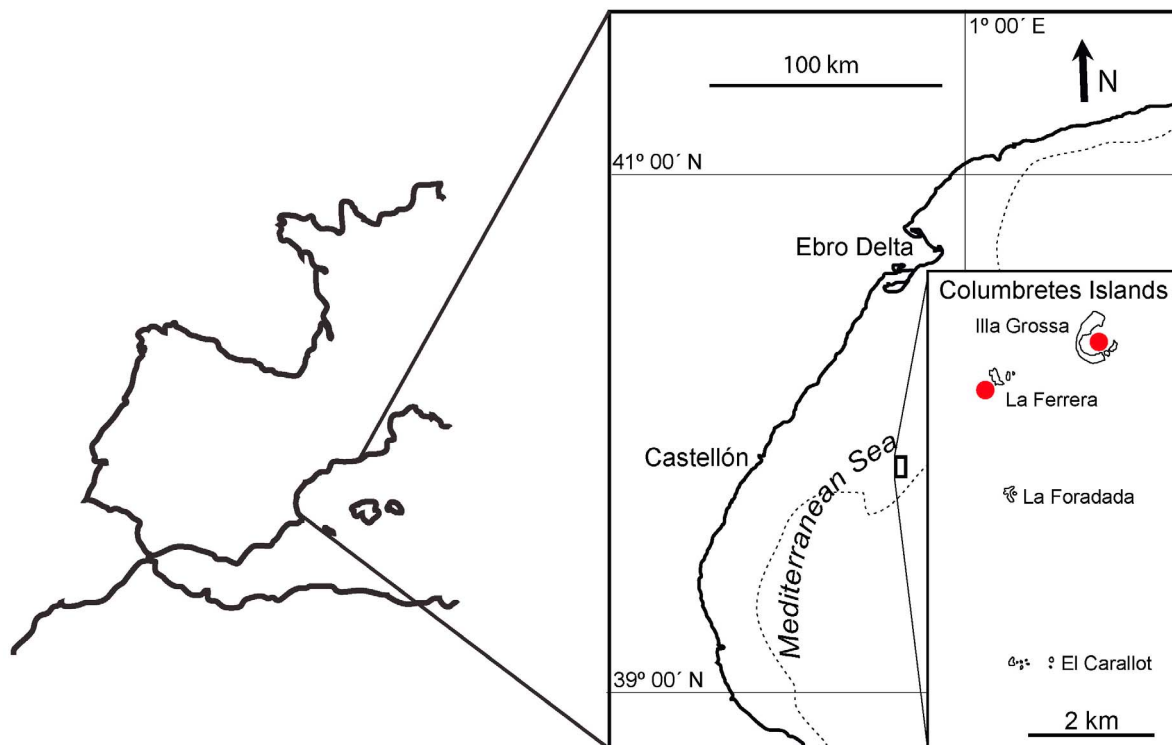 1º 00´ E
100 km
N
41º 00´ N
Ebro Delta
Columbretes Islands
Illa Grossa
La Ferrera
Castellón
Mediterranean Sea
La Foradada
El Carallot
39º 00´ N
2 km